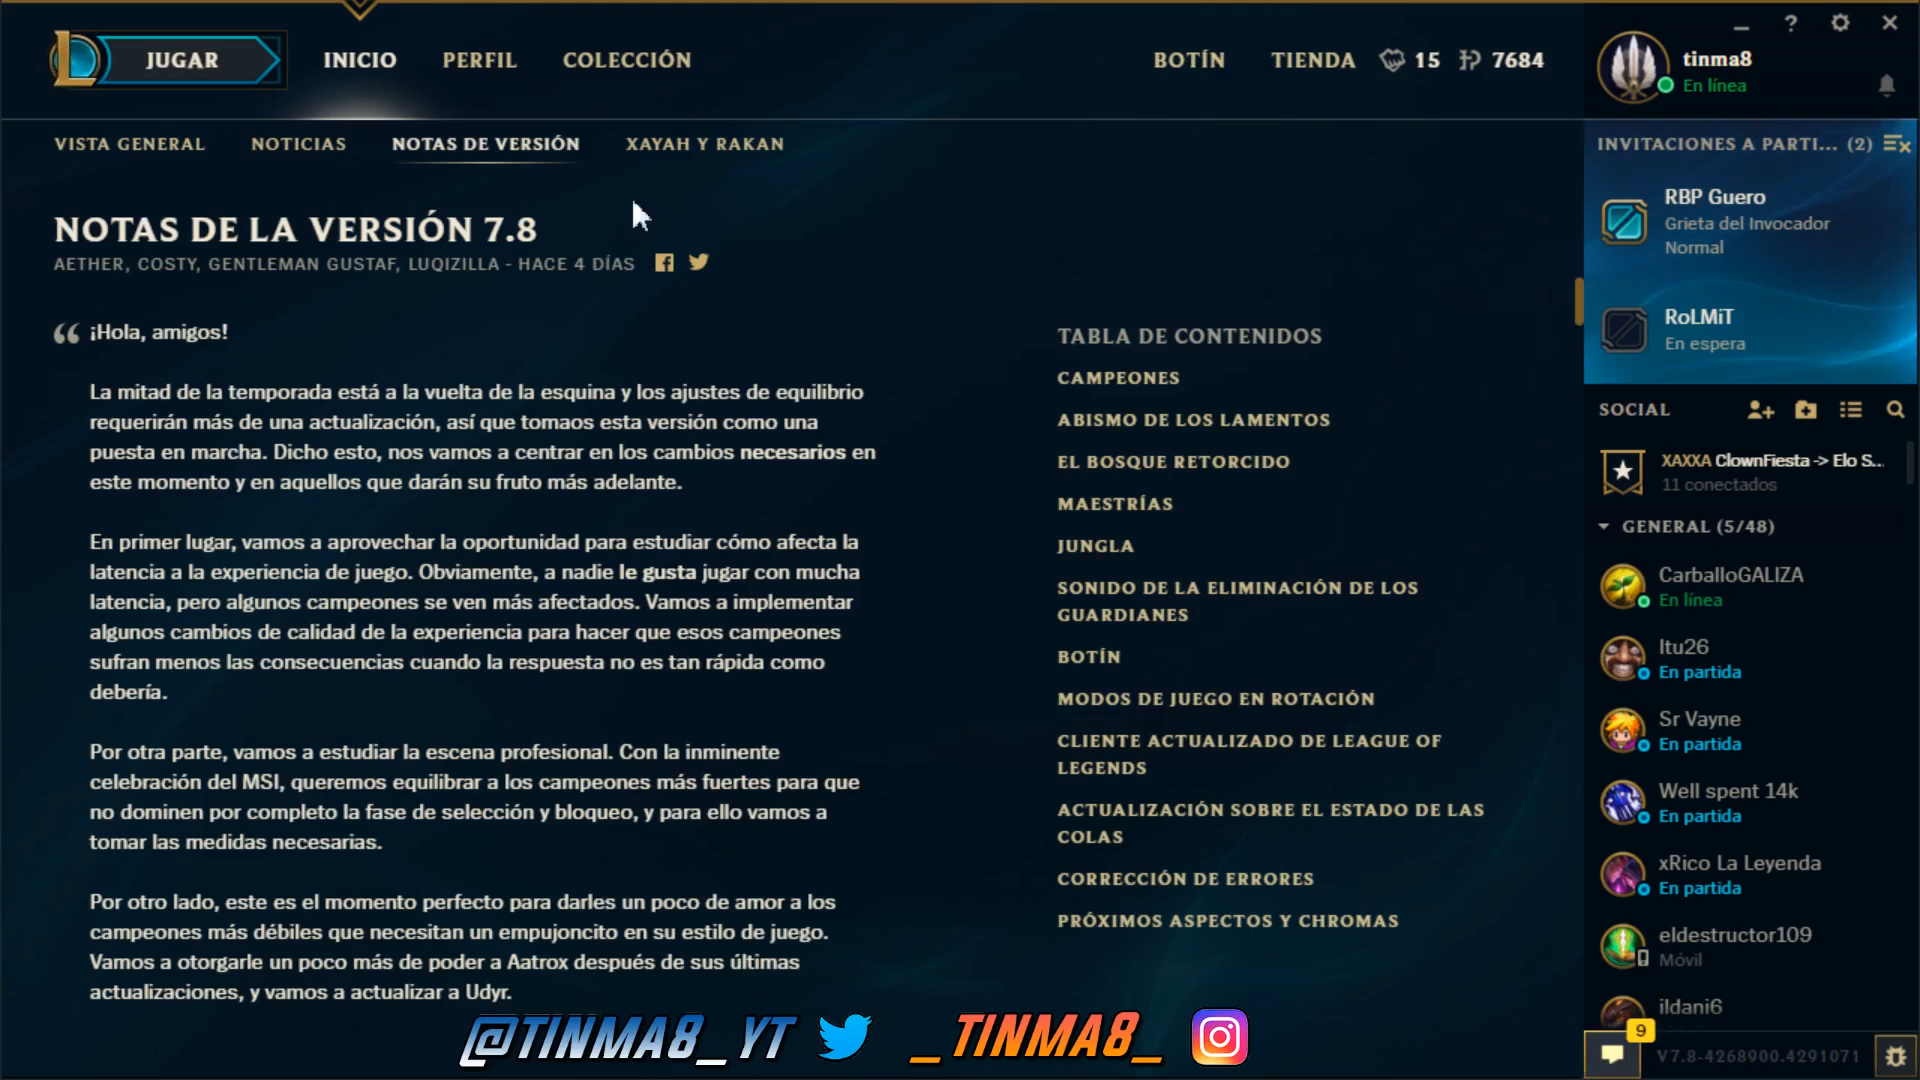 JUGAR
INICIO
PERFIL
COLECCIÓN
BOTÍN
TIENDA
15
7684
?
tinma8
En línea
VISTA GENERAL
NOTICIAS
NOTAS DE VERSIÓN
XAYAH Y RAKAN
NOTAS DE LA VERSIÓN 7.8
AETHER, COSTY, GENTLEMAN GUSTAF, LUQIZILLA - HACE 4 DÍAS
“ ¡Hola, amigos!
La mitad de la temporada está a la vuelta de la esquina y los ajustes de equilibrio
requerirán más de una actualización, así que tomaos esta versión como una
puesta en marcha. Dicho esto, nos vamos a centrar en los cambios necesarios en
este momento y en aquellos que darán su fruto más adelante.
En primer lugar, vamos a aprovechar la oportunidad para estudiar cómo afecta la
latencia a la experiencia de juego. Obviamente, a nadie le gusta jugar con mucha
latencia, pero algunos campeones se ven más afectados. Vamos a implementar
algunos cambios de calidad de la experiencia para hacer que esos campeones
sufran menos las consecuencias cuando la respuesta no es tan rápida como
debería.
Por otra parte, vamos a estudiar la escena profesional. Con la inminente
celebración del MSI, queremos equilibrar a los campeones más fuertes para que
no dominen por completo la fase de selección y bloqueo, y para ello vamos a
tomar las medidas necesarias.
Por otro lado, este es el momento perfecto para darles un poco de amor a los
campeones más débiles que necesitan un empujoncito en su estilo de juego.
Vamos a otorgarle un poco más de poder a Aatrox después de sus últimas
actualizaciones, y vamos a actualizar a Udyr.
TABLA DE CONTENIDOS
CAMPEONES
ABISMO DE LOS LAMENTOS
EL BOSQUE RETORCIDO
MAESTRÍAS
JUNGLA
SONIDO DE LA ELIMINACIÓN DE LOS
GUARDIANES
BOTÍN
MODOS DE JUEGO EN ROTACIÓN
CLIENTE ACTUALIZADO DE LEAGUE OF
LEGENDS
ACTUALIZACIÓN SOBRE EL ESTADO DE LAS
COLAS
CORRECCIÓN DE ERRORES
PRÓXIMOS ASPECTOS Y CHROMAS
INVITACIONES A PARTI... (2)
RBP Guero
Grieta del Invocador
Normal
RoLMiT
En espera
SOCIAL
XAXXA ClownFiesta -> Elo S...
11 conectados
GENERAL (5/48)
CarballoGALIZA
En línea
Itu26
En partida
Sr Vayne
En partida
Well spent 14k
En partida
xRico La Leyenda
En partida
eldestructor109
Móvil
ildani6
9
V7.8-4268900.4291071
@TINMA8_YT
_TINMA8_